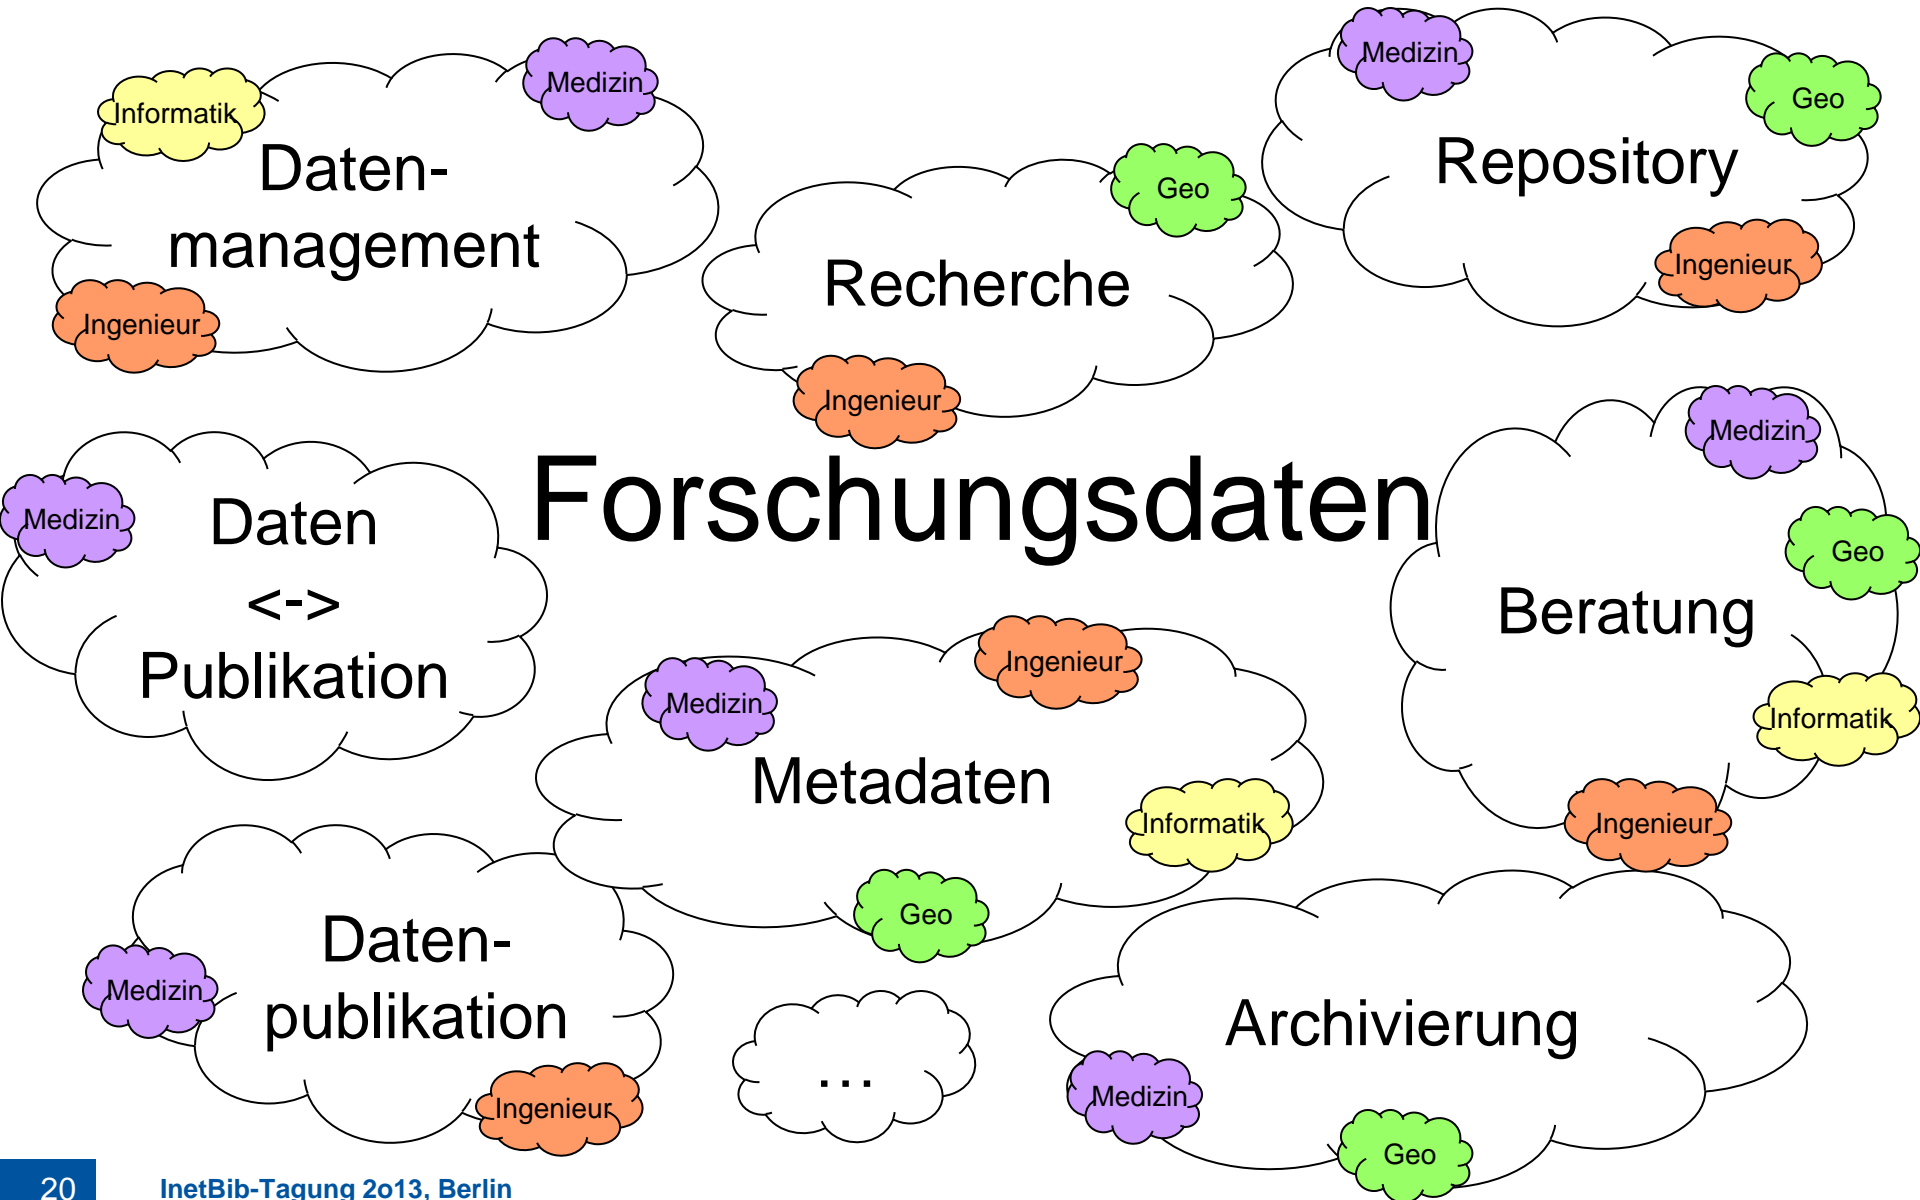 Informatik
Medizin
Daten-
management
Ingenieur
Geo
Recherche
Ingenieur
Medizin
Geo
Repository
Ingenieur
Forschungsdaten
Medizin
Daten
<->
Publikation
Medizin
Geo
Beratung
Informatik
Ingenieur
Ingenieur
Medizin
Metadaten
Informatik
Geo
Daten-
Medizin
publikation
Ingenieur
...
Archivierung
Medizin
Geo
20
InetBib-Tagung 2o13, Berlin